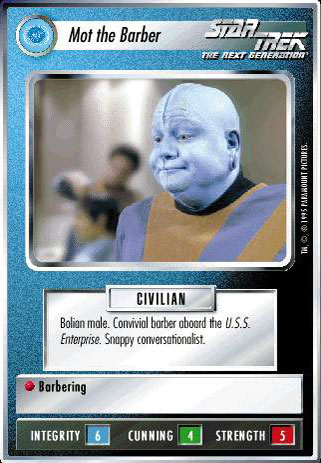 Mot the Barber
STAR TREK
THE NEXT GENERATION
TM & © 1995 PARAMOUNT PICTURES.
CIVILIAN
Bolian male. Convivial barber aboard the U.S.S.
Enterprise. Snappy conversationalist.
Barbering
INTEGRITY 6 CUNNING 4 STRENGTH 5